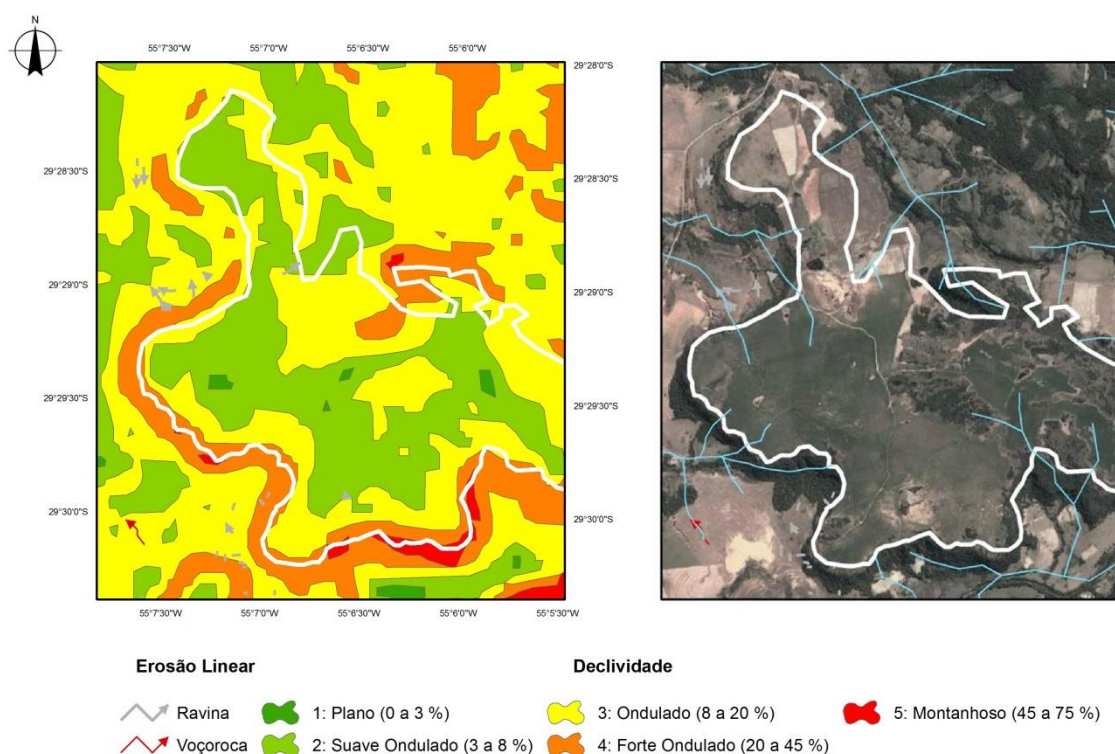 N
55°7'30"W 55°7'0"W 55°6'30"W 55°6'0"W
29°28'0"S
29°28'30"S 29°28'30"S
29°29'0"S 29°29'0"S
29°29'30"S 29°29'30"S
29°30'0"S 29°30'0"S
55°7'30"W 55°7'0"W 55°6'30"W 55°6'0"W 55°5'30"W
Erosão Linear Declividade
Ravina 1: Plano (0 a 3 %) 3: Ondulado (8 a 20 %) 5: Montanhoso (45 a 75 %)
Voçoroca 2: Suave Ondulado (3 a 8 %) 4: Forte Ondulado (20 a 45 %)